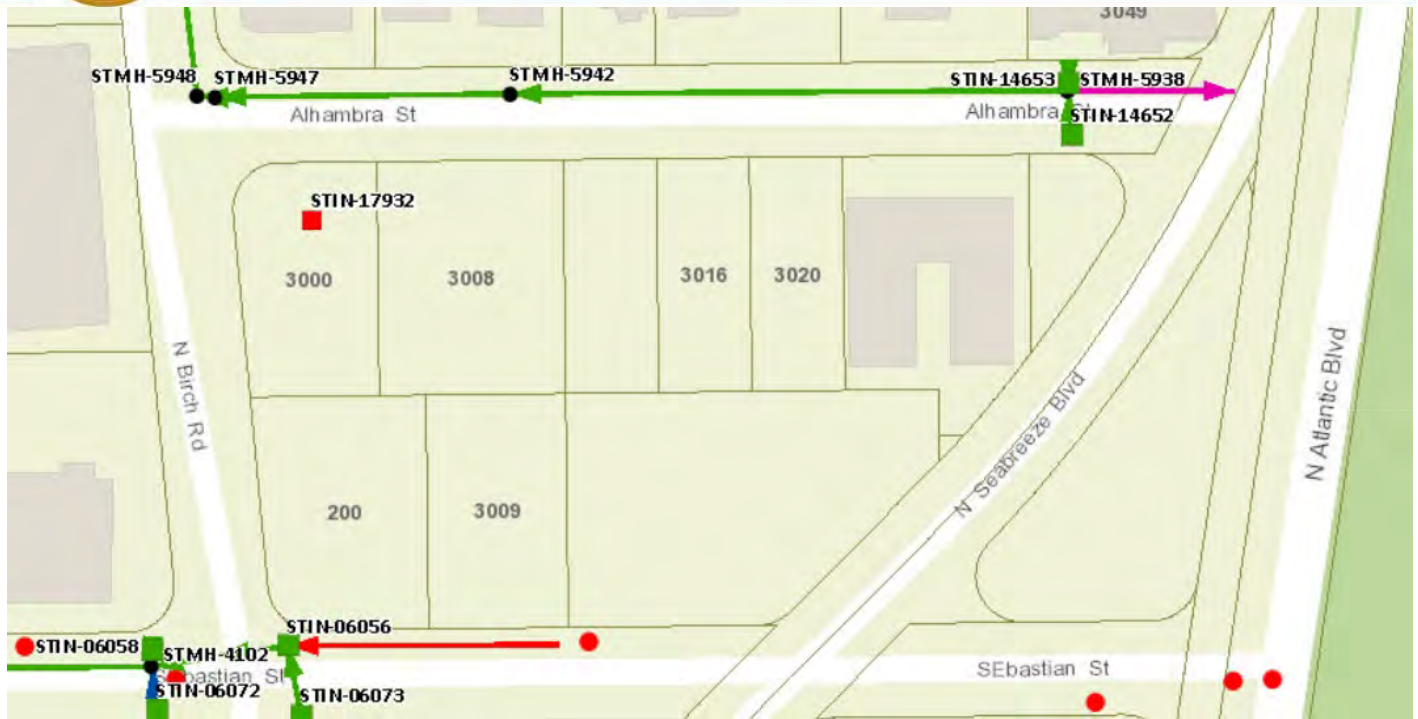 3049
STMH-5948
STMH-5947
STMH-5942
STIN-14653
STMH-5938
Alhambra St
Alhambra St
STIN-14652
STIN-17932
3000
3008
3016
3020
N Birch Rd
N Seabreeze Blvd
N Atlantic Blvd
200
3009
STIN-06056
STIN-06058
STMH-4102
SEbastian St
SEbastian St
STIN-06072
STIN-06073